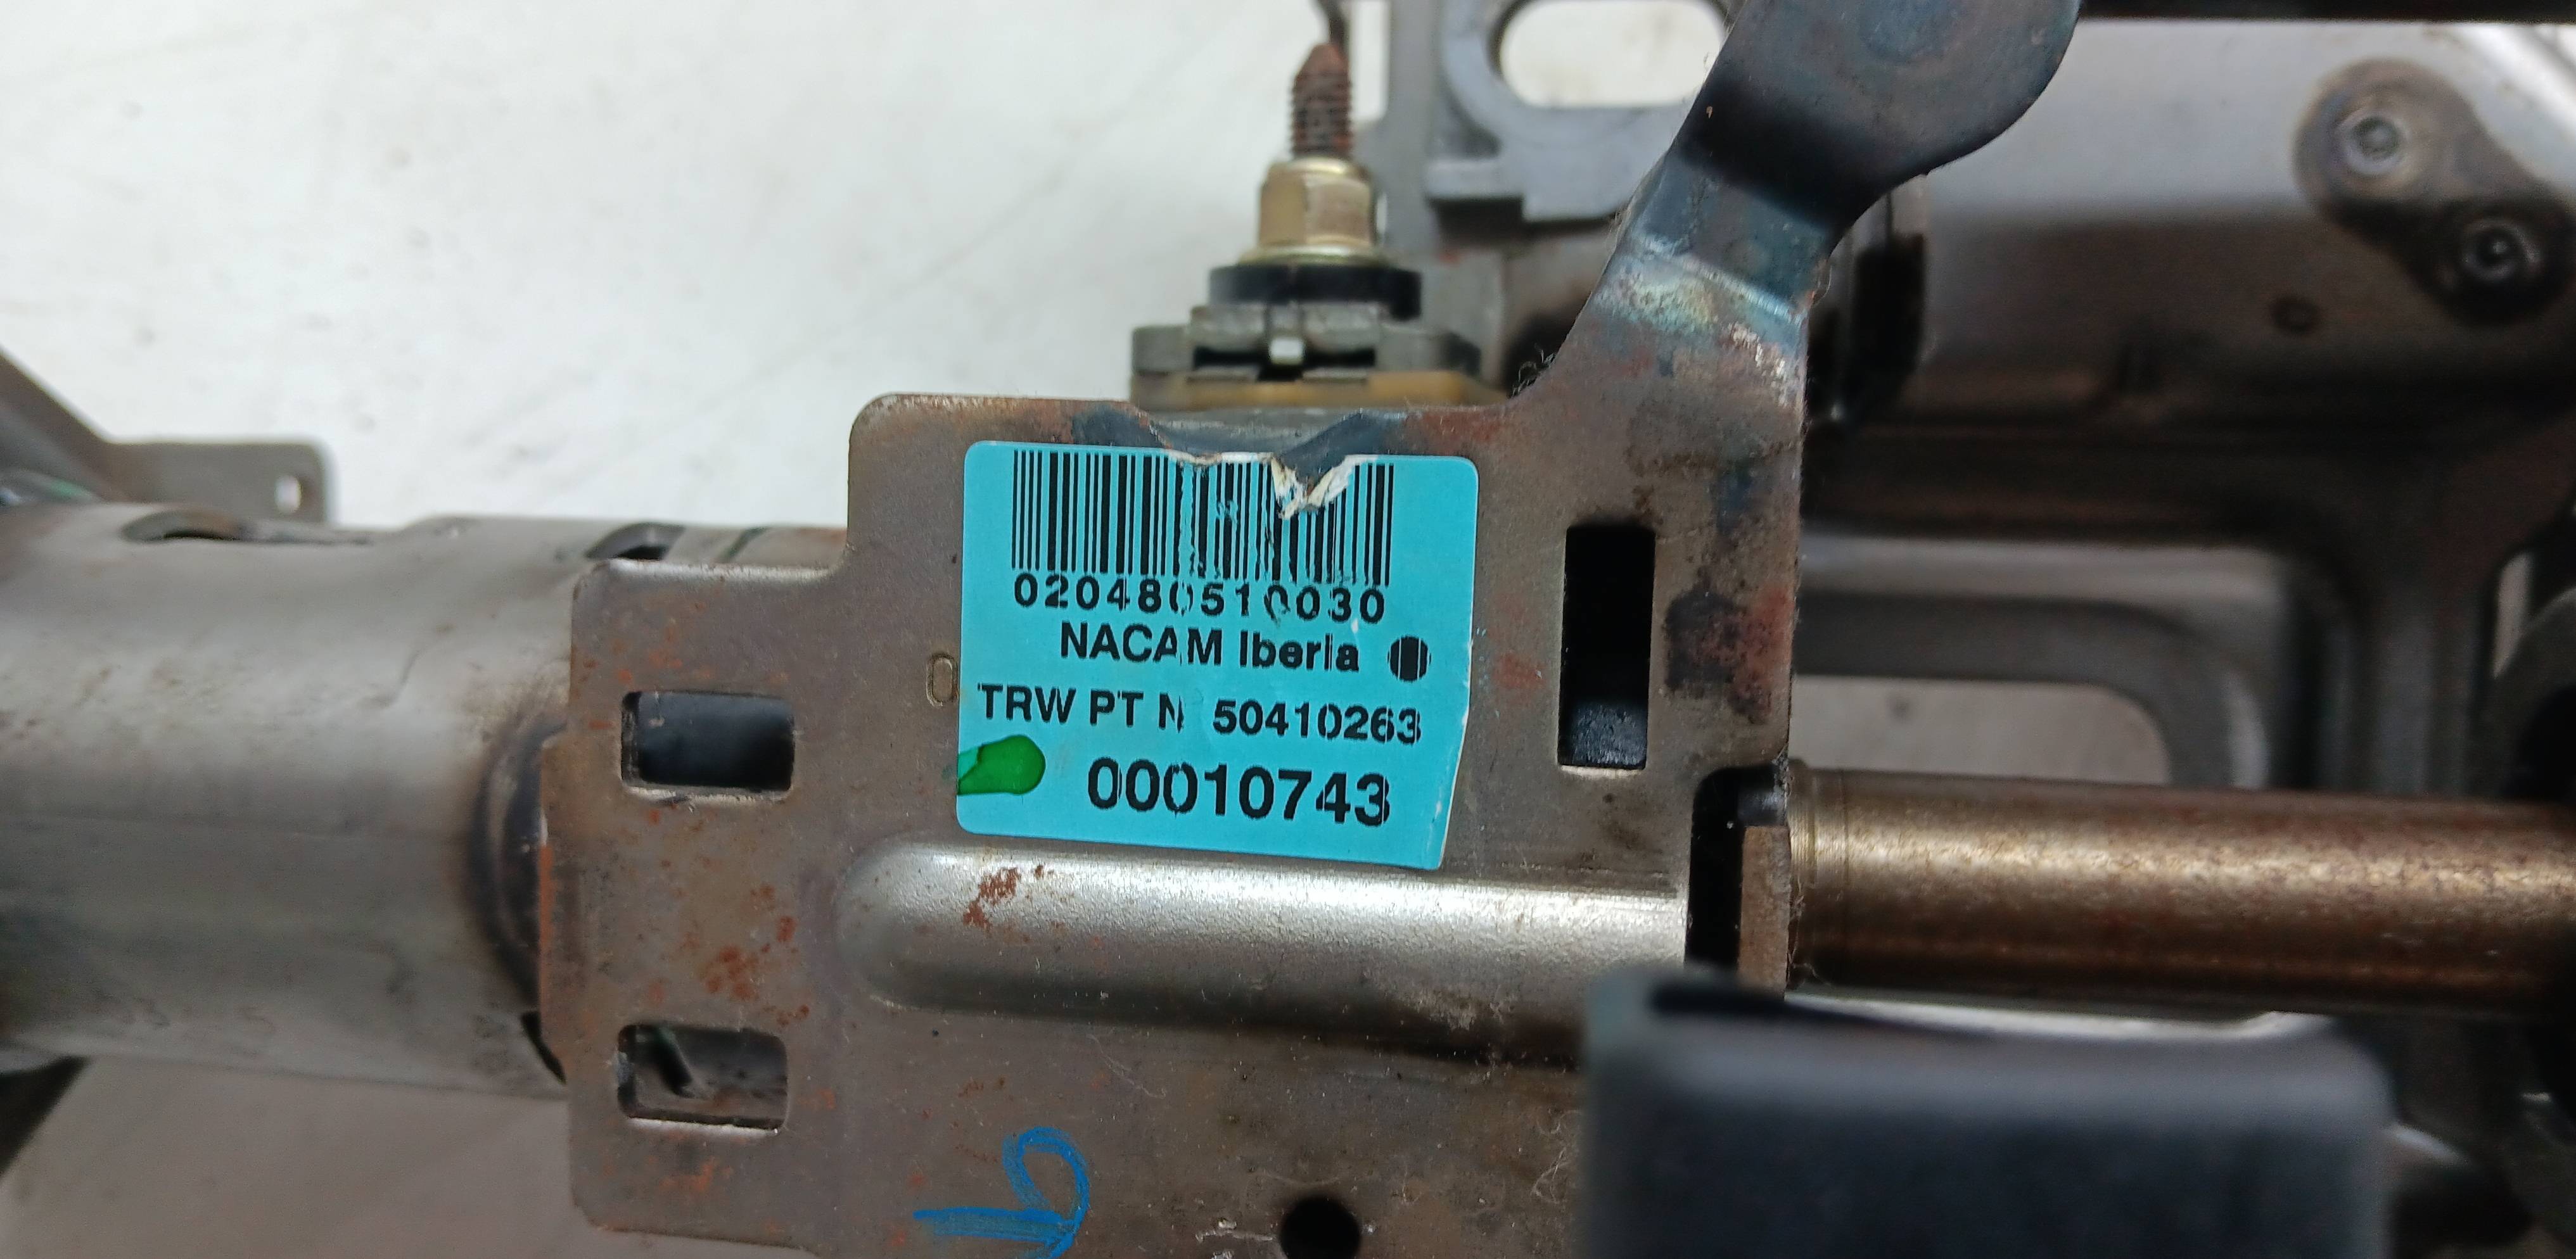 020480510030
NACAM Iberia
TRW PT N 50410263
00010743